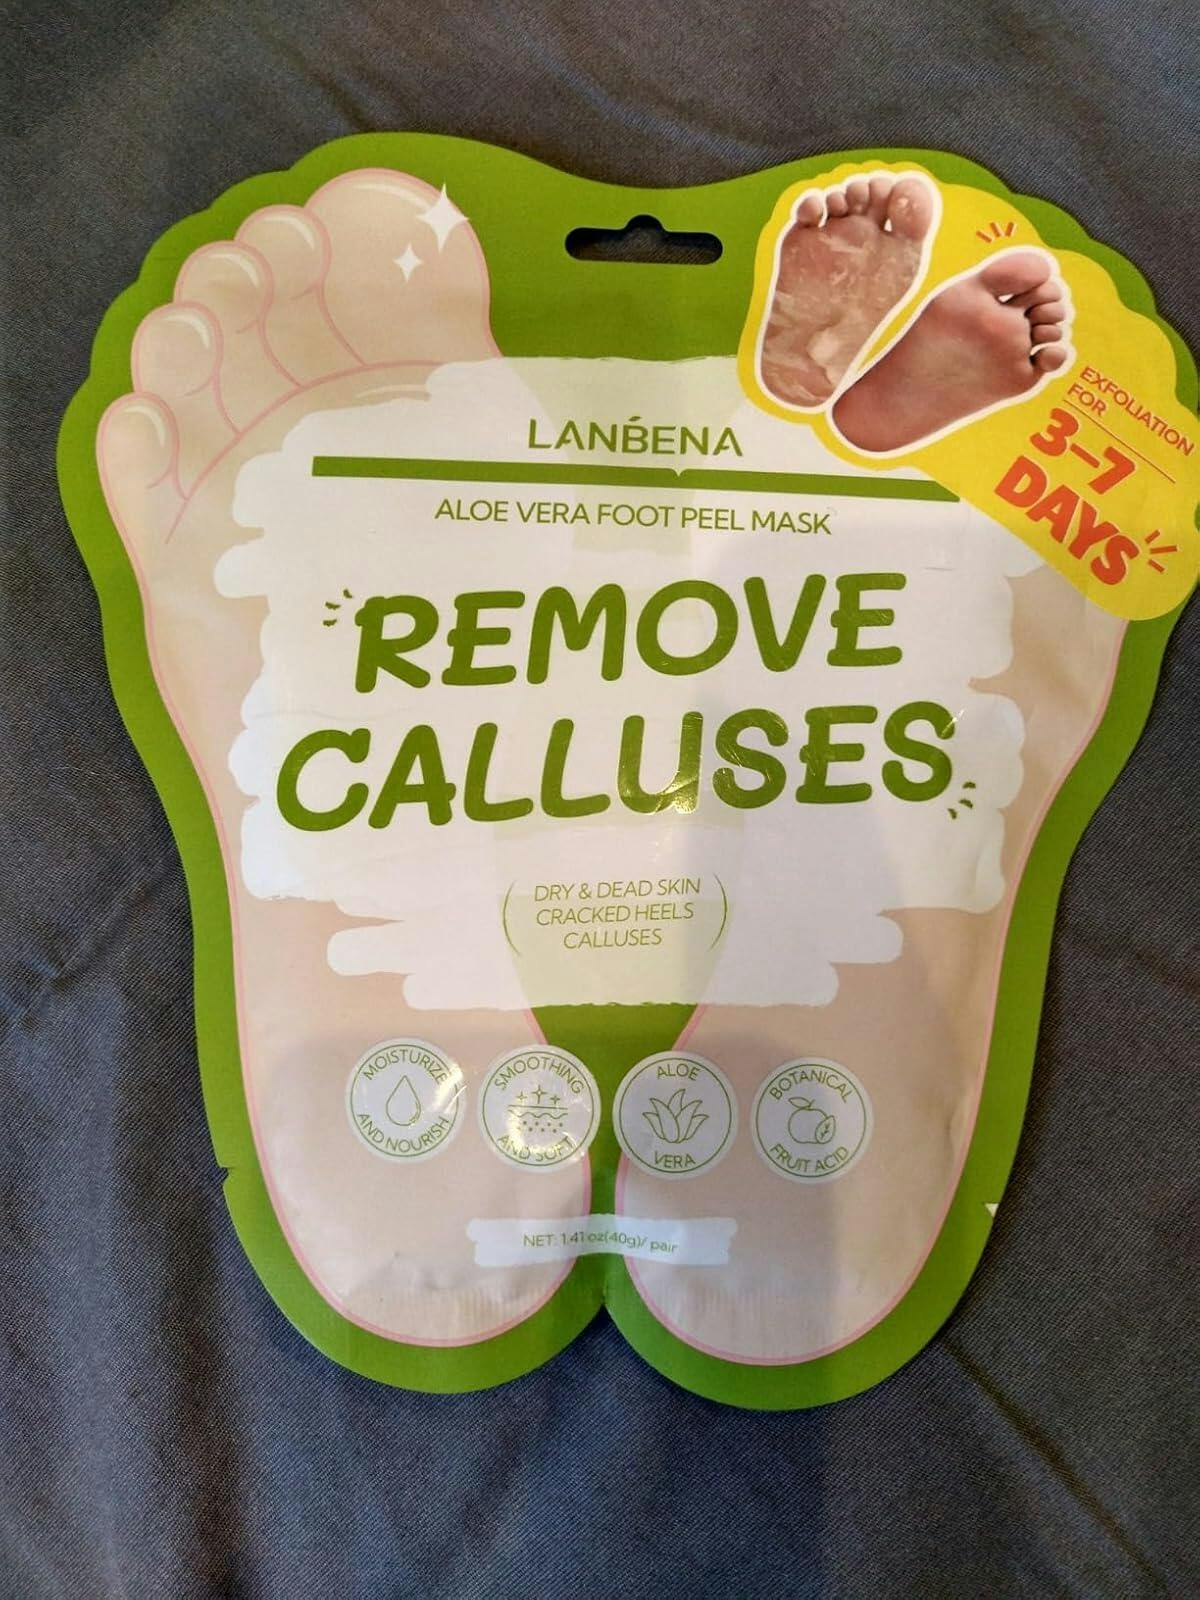 LANBENA
ALOE VERA FOOT PEEL MASK
REMOVE
CALLUSES
DRY & DEAD SKIN
CRACKED HEELS
CALLUSES
EXFOLIATION
FOR
3–7
DAYS
MOISTURIZE
AND NOURISH
SMOOTHING
AND SOFT
ALOE
VERA
BOTANICAL
FRUIT ACID
NET: 1.41 oz(40g)/ pair